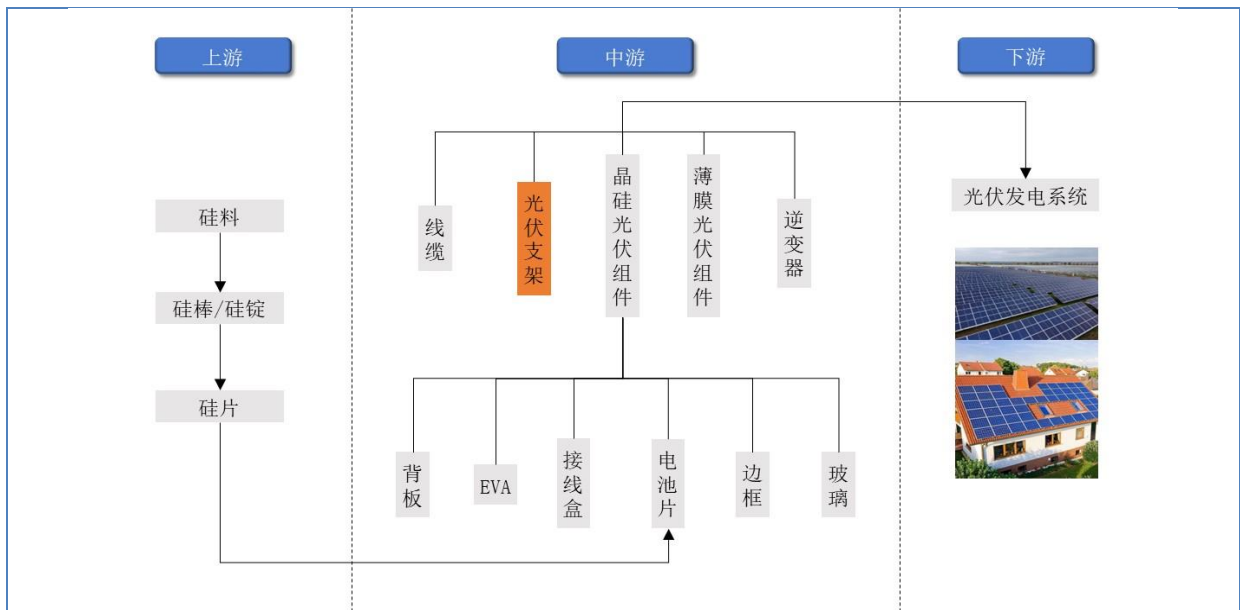 上游
中游
下游
硅料
硅棒/硅锭
硅片
线缆
光伏支架
晶硅光伏组件
薄膜光伏组件
逆变器
背板
EVA
接线盒
电池片
边框
玻璃
光伏发电系统